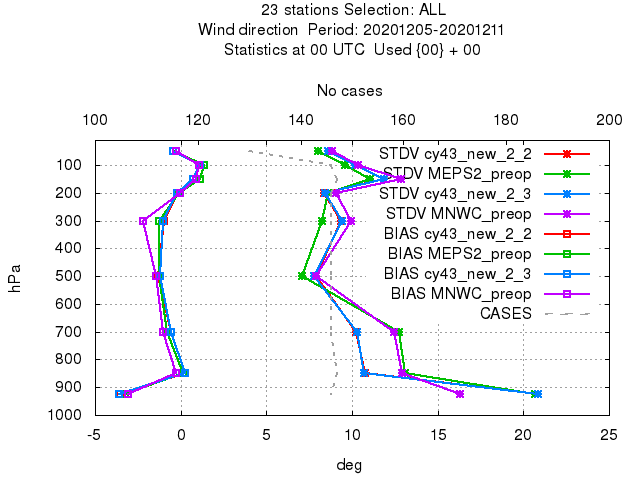 23 stations Selection: ALL
Wind direction  Period: 20201205-20201211
Statistics at 00 UTC  Used {00} + 00
No cases
100 120 140 160 180 200
STDV cy43_new_2_2
STDV MEPS2_preop
STDV cy43_new_2_3
STDV MNWC_preop
BIAS cy43_new_2_2
BIAS MEPS2_preop
BIAS cy43_new_2_3
BIAS MNWC_preop
CASES
hPa
100
200
300
400
500
600
700
800
900
1000
-5 0 5 10 15 20 25
deg